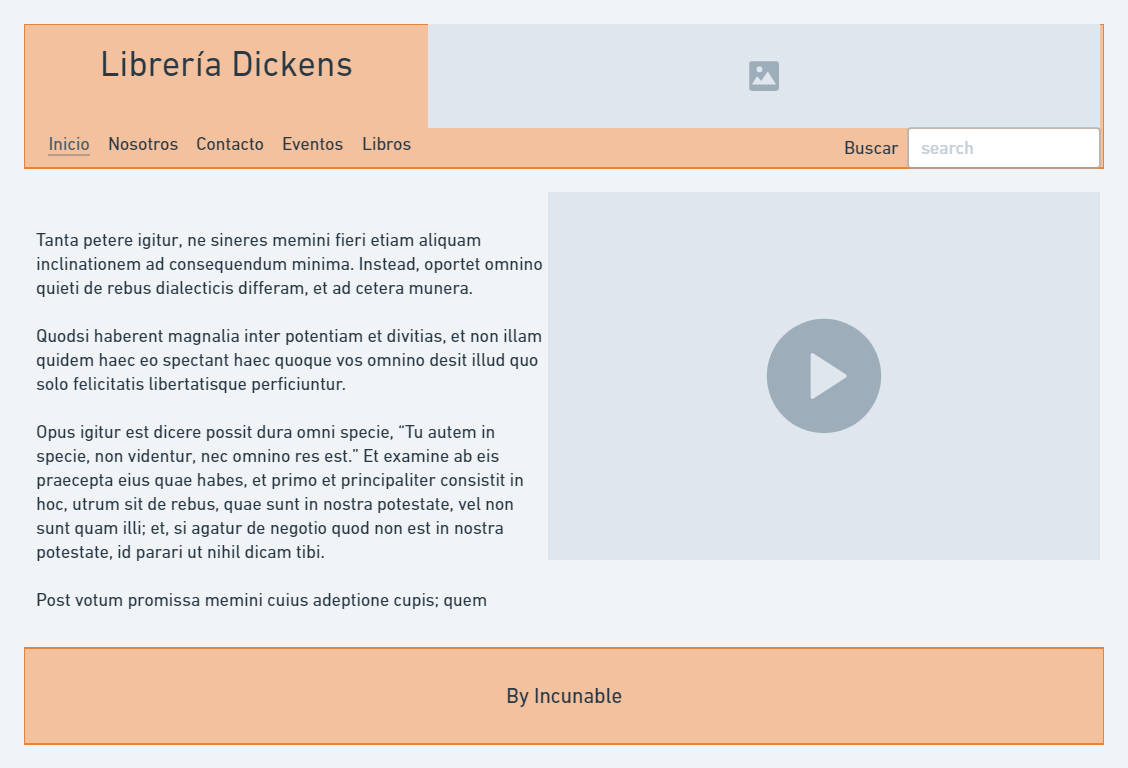 Librería Dickens
Inicio Nosotros Contacto Eventos Libros Buscar search
Tanta petere igitur, ne sineres memini fieri etiam aliquam
inclinationem ad consequendum minima. Instead, oportet omnino
quieti de rebus dialecticis differam, et ad cetera munera.
Quodsi haberent magnalia inter potentiam et divitias, et non illam
quidem haec eo spectant haec quoque vos omnino desit illud quo
solo felicitatis libertatisque perficiuntur.
Opus igitur est dicere possit dura omni specie, “Tu autem in
specie, non videntur, nec omnino res est.” Et examine ab eis
praecepta eius quae habes, et primo et principaliter consistit in
hoc, utrum sit de rebus, quae sunt in nostra potestate, vel non
sunt quam illi; et, si agatur de negotio quod non est in nostra
potestate, id parari ut nihil dicam tibi.
Post votum promissa memini cuius adeptione cupis; quem
By Incunable